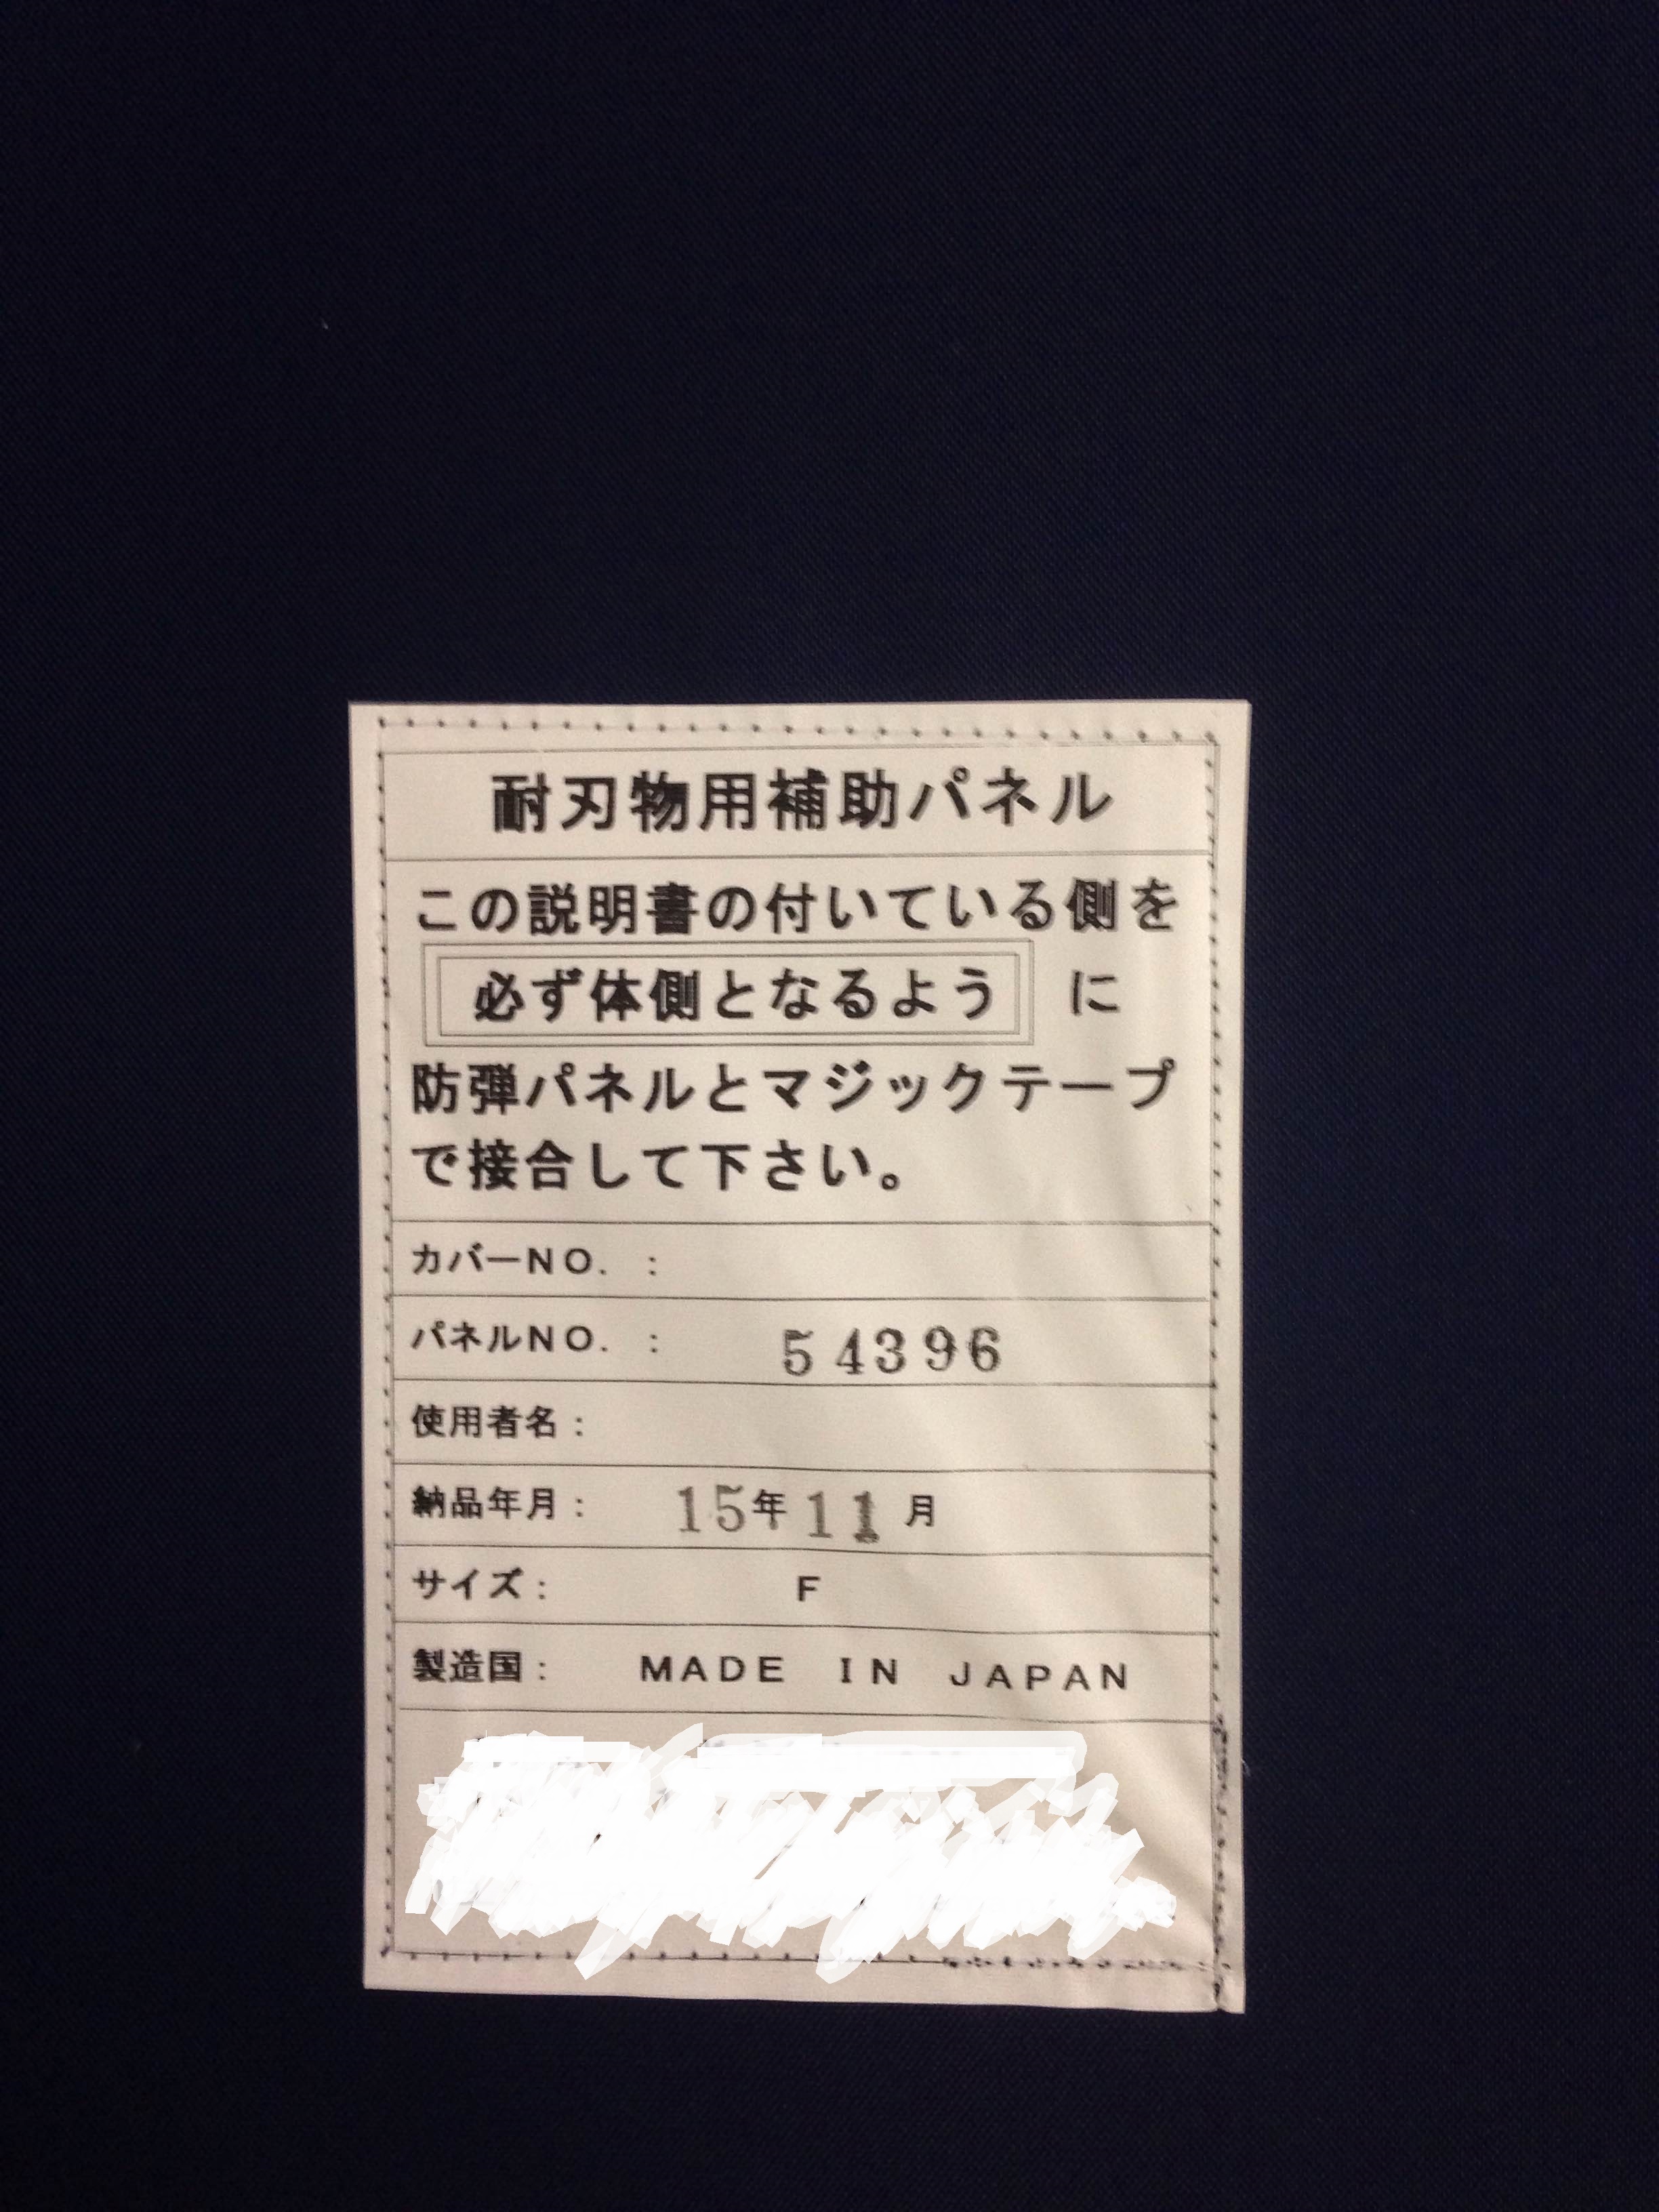 耐刃物用補助パネル
この説明書の付いている側を
必ず体側となるよう に
防弾パネルとマジックテープ
で接合して下さい。
カバーNO. :
パネルNO. : 54396
使用者名:
納品年月: 15年11月
サイズ: F
製造国: MADE IN JAPAN